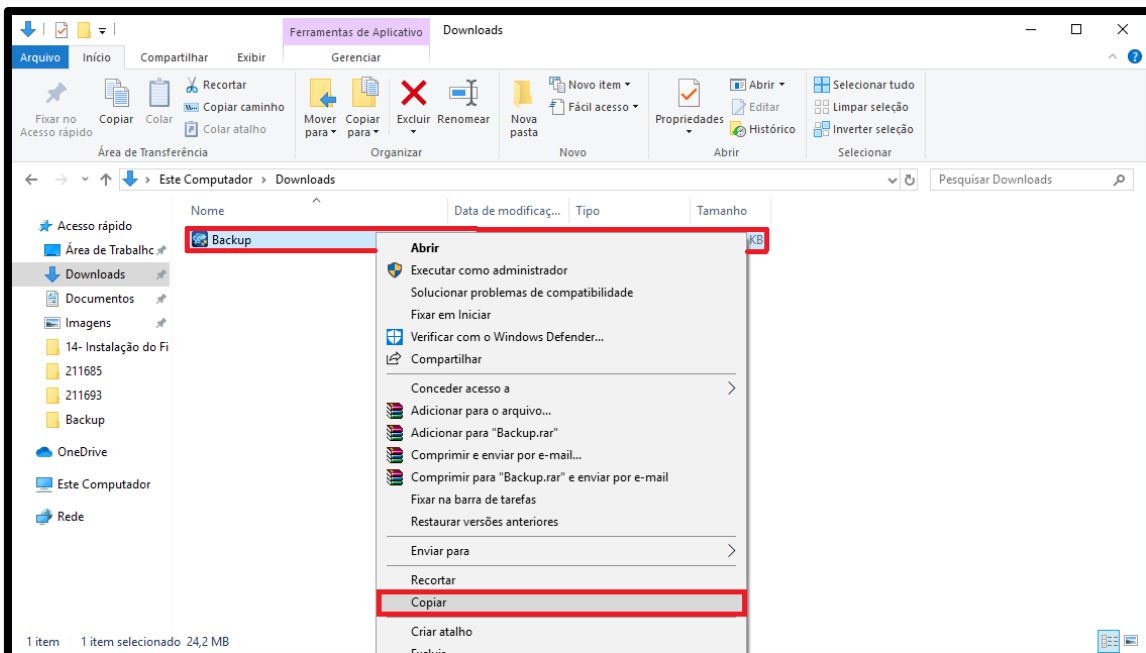 Ferramentas de Aplicativo Downloads
Arquivo Início Compartilhar Exibir Gerenciar
Fixar no Acesso rápido
Copiar
Colar
Recortar
Copiar caminho
Colar atalho
Mover para
Copiar para
Excluir
Renomear
Nova pasta
Novo item
Fácil acesso
Propriedades
Abrir
Editar
Histórico
Selecionar tudo
Limpar seleção
Inverter seleção
Área de Transferência Organizar Novo Abrir Selecionar
Este Computador > Downloads
Pesquisar Downloads
Nome Data de modificaç... Tipo Tamanho
Acesso rápido
Área de Trabalhc
Downloads
Documentos
Imagens
14- Instalação do Fi
211685
211693
Backup
OneDrive
Este Computador
Rede
Backup KB
Abrir
Executar como administrador
Solucionar problemas de compatibilidade
Fixar em Iniciar
Verificar com o Windows Defender...
Compartilhar
Conceder acesso a
Adicionar para o arquivo...
Adicionar para "Backup.rar"
Comprimir e enviar por e-mail...
Comprimir para "Backup.rar" e enviar por e-mail
Fixar na barra de tarefas
Restaurar versões anteriores
Enviar para
Recortar
Copiar
Criar atalho
1 item 1 item selecionado 24,2 MB